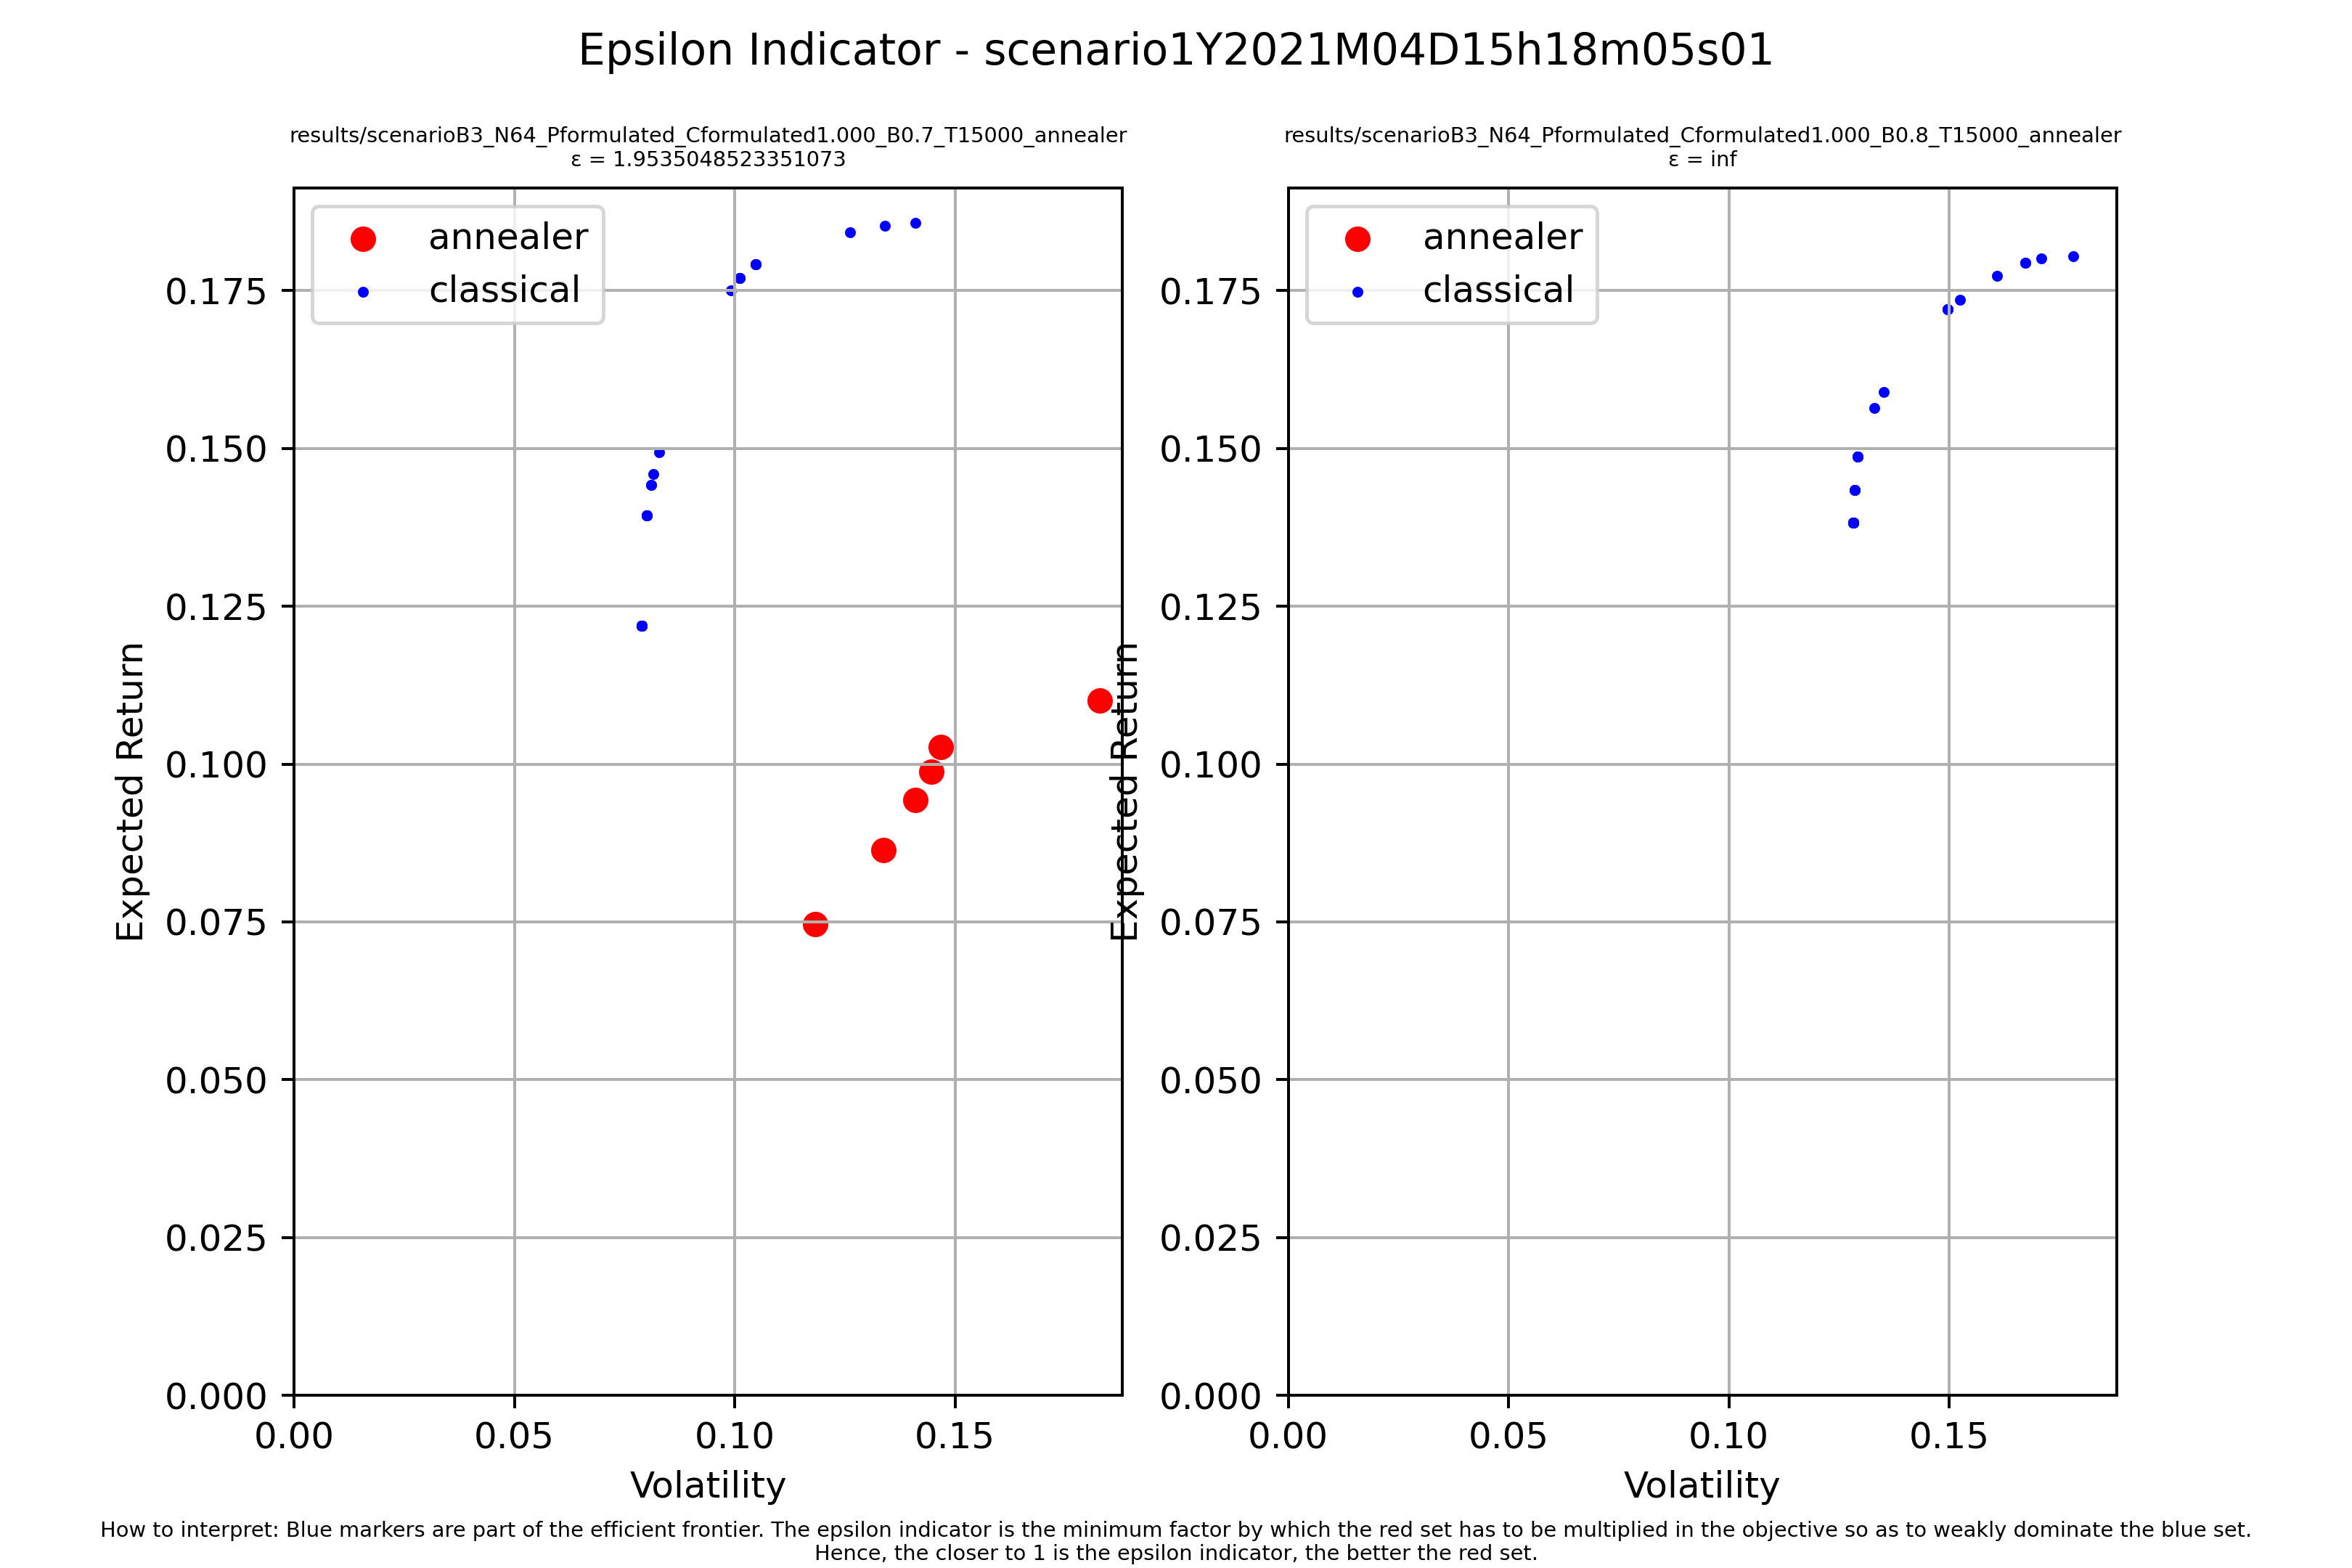 Epsilon Indicator - scenario1Y2021M04D15h18m05s01
results/scenarioB3_N64_Pformulated_Cformulated1.000_B0.7_T15000_annealer
ε = 1.9535048523351073
annealer
classical
0.175
0.150
0.125
0.100
0.075
0.050
0.025
0.000
Expected Return
0.00 0.05 0.10 0.15
Volatility
results/scenarioB3_N64_Pformulated_Cformulated1.000_B0.8_T15000_annealer
ε = inf
annealer
classical
0.175
0.150
0.125
0.100
0.075
0.050
0.025
0.000
Expected Return
0.00 0.05 0.10 0.15
Volatility
How to interpret: Blue markers are part of the efficient frontier. The epsilon indicator is the minimum factor by which the red set has to be multiplied in the objective so as to weakly dominate the blue set.
Hence, the closer to 1 is the epsilon indicator, the better the red set.